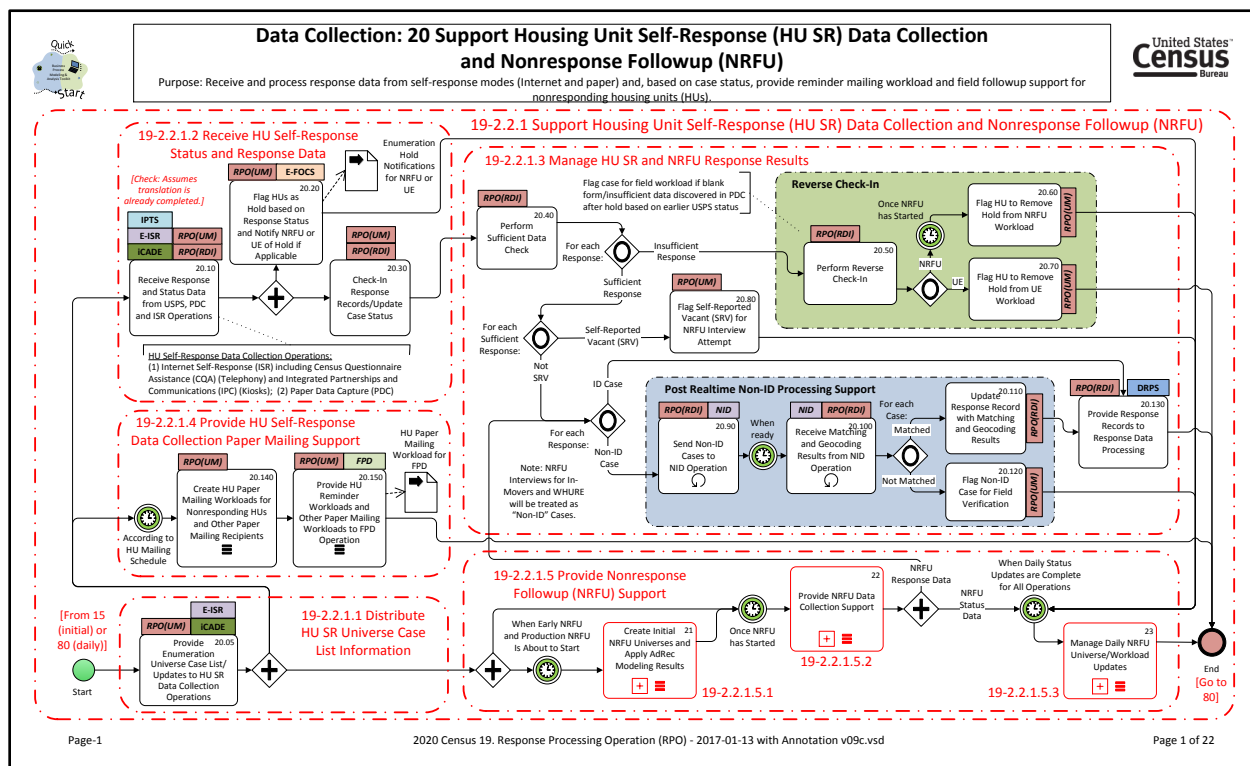 Quick
Business
Process
Modeling &
Analysis Toolkit
Start
Data Collection: 20 Support Housing Unit Self-Response (HU SR) Data Collection
and Nonresponse Followup (NRFU)
Purpose: Receive and process response data from self-response modes (Internet and paper) and, based on case status, provide reminder mailing workload and field followup support for
nonresponding housing units (HUs).
United States
Census
Bureau
19-2.2.1 Support Housing Unit Self-Response (HU SR) Data Collection and Nonresponse Followup (NRFU)
19-2.2.1.2 Receive HU Self-Response
Status and Response Data
[Check: Assumes
translation is
already completed.]
IPTS
E-ISR
RPO(UM)
iCADE
RPO(RDI)
20.10
Receive Response
and Status Data
from USPS, PDC
and ISR Operations
RPO(UM)
E-FOCS
20.20
Flag HUs as
Hold based on
Response Status
and Notify NRFU or
UE of Hold if
Applicable
Enumeration
Hold
Notifications
for NRFU or
UE
RPO(UM)
RPO(RDI)
20.30
Check-In
Response
Records/Update
Case Status
HU Self-Response Data Collection Operations:
(1) Internet Self-Response (ISR) including Census Questionnaire
Assistance (CQA) (Telephony) and Integrated Partnerships and
Communications (IPC) (Kiosks); (2) Paper Data Capture (PDC)
19-2.2.1.3 Manage HU SR and NRFU Response Results
RPO(RDI)
20.40
Perform
Sufficient Data
Check
For each
Response:
Insufficient
Response
Sufficient
Response
Flag case for field workload if blank
form/insufficient data discovered in PDC
after hold based on earlier USPS status
Reverse Check-In
RPO(RDI)
20.50
Perform Reverse
Check-In
Once NRFU
has Started
NRFU
UE
20.60
Flag HU to Remove
Hold from NRFU
Workload
RPO(UM)
20.70
Flag HU to Remove
Hold from UE
Workload
RPO(UM)
For each
Sufficient
Response:
Self-Reported
Vacant (SRV)
Not
SRV
RPO(UM)
20.80
Flag Self-Reported
Vacant (SRV) for
NRFU Interview
Attempt
ID Case
For each
Response:
Non-ID
Case
Note: NRFU
Interviews for In-
Movers and WHURE
will be treated as
“Non-ID” Cases.
Post Realtime Non-ID Processing Support
RPO(RDI)
NID
20.90
Send Non-ID
Cases to NID
Operation
When
ready
NID
RPO(RDI)
20.100
Receive Matching
and Geocoding
Results from NID
Operation
For each
Case:
Matched
Not Matched
20.110
Update
Response Record
with Matching
and Geocoding
Results
RPO(RDI)
20.120
Flag Non-ID
Case for Field
Verification
RPO(UM)
RPO(RDI)
DRPS
20.130
Provide Response
Records to
Response Data
Processing
19-2.2.1.4 Provide HU Self-Response
Data Collection Paper Mailing Support
According to
HU Mailing
Schedule
RPO(UM)
20.140
Create HU Paper
Mailing Workloads for
Nonresponding HUs
and Other Paper
Mailing Recipients
RPO(UM)
FPD
20.150
Provide HU
Reminder
Workloads and
Other Paper Mailing
Workloads to FPD
Operation
HU Paper
Mailing
Workload for
FPD
[From 15
(initial) or
80 (daily)]
Start
19-2.2.1.1 Distribute
HU SR Universe Case
List Information
E-ISR
RPO(UM)
iCADE
20.05
Provide
Enumeration
Universe Case List/
Updates to HU SR
Data Collection
Operations
19-2.2.1.5 Provide Nonresponse
Followup (NRFU) Support
When Early NRFU
and Production NRFU
Is About to Start
21
Create Initial
NRFU Universes and
Apply AdRec
Modeling Results
19-2.2.1.5.1
Once NRFU
has Started
22
Provide NRFU Data
Collection Support
19-2.2.1.5.2
NRFU
Response Data
NRFU
Status
Data
When Daily Status
Updates are Complete
for All Operations
23
Manage Daily NRFU
Universe/Workload
Updates
19-2.2.1.5.3
End
[Go to
80]
Page-1
2020 Census 19. Response Processing Operation (RPO) - 2017-01-13 with Annotation v09c.vsd
Page 1 of 22